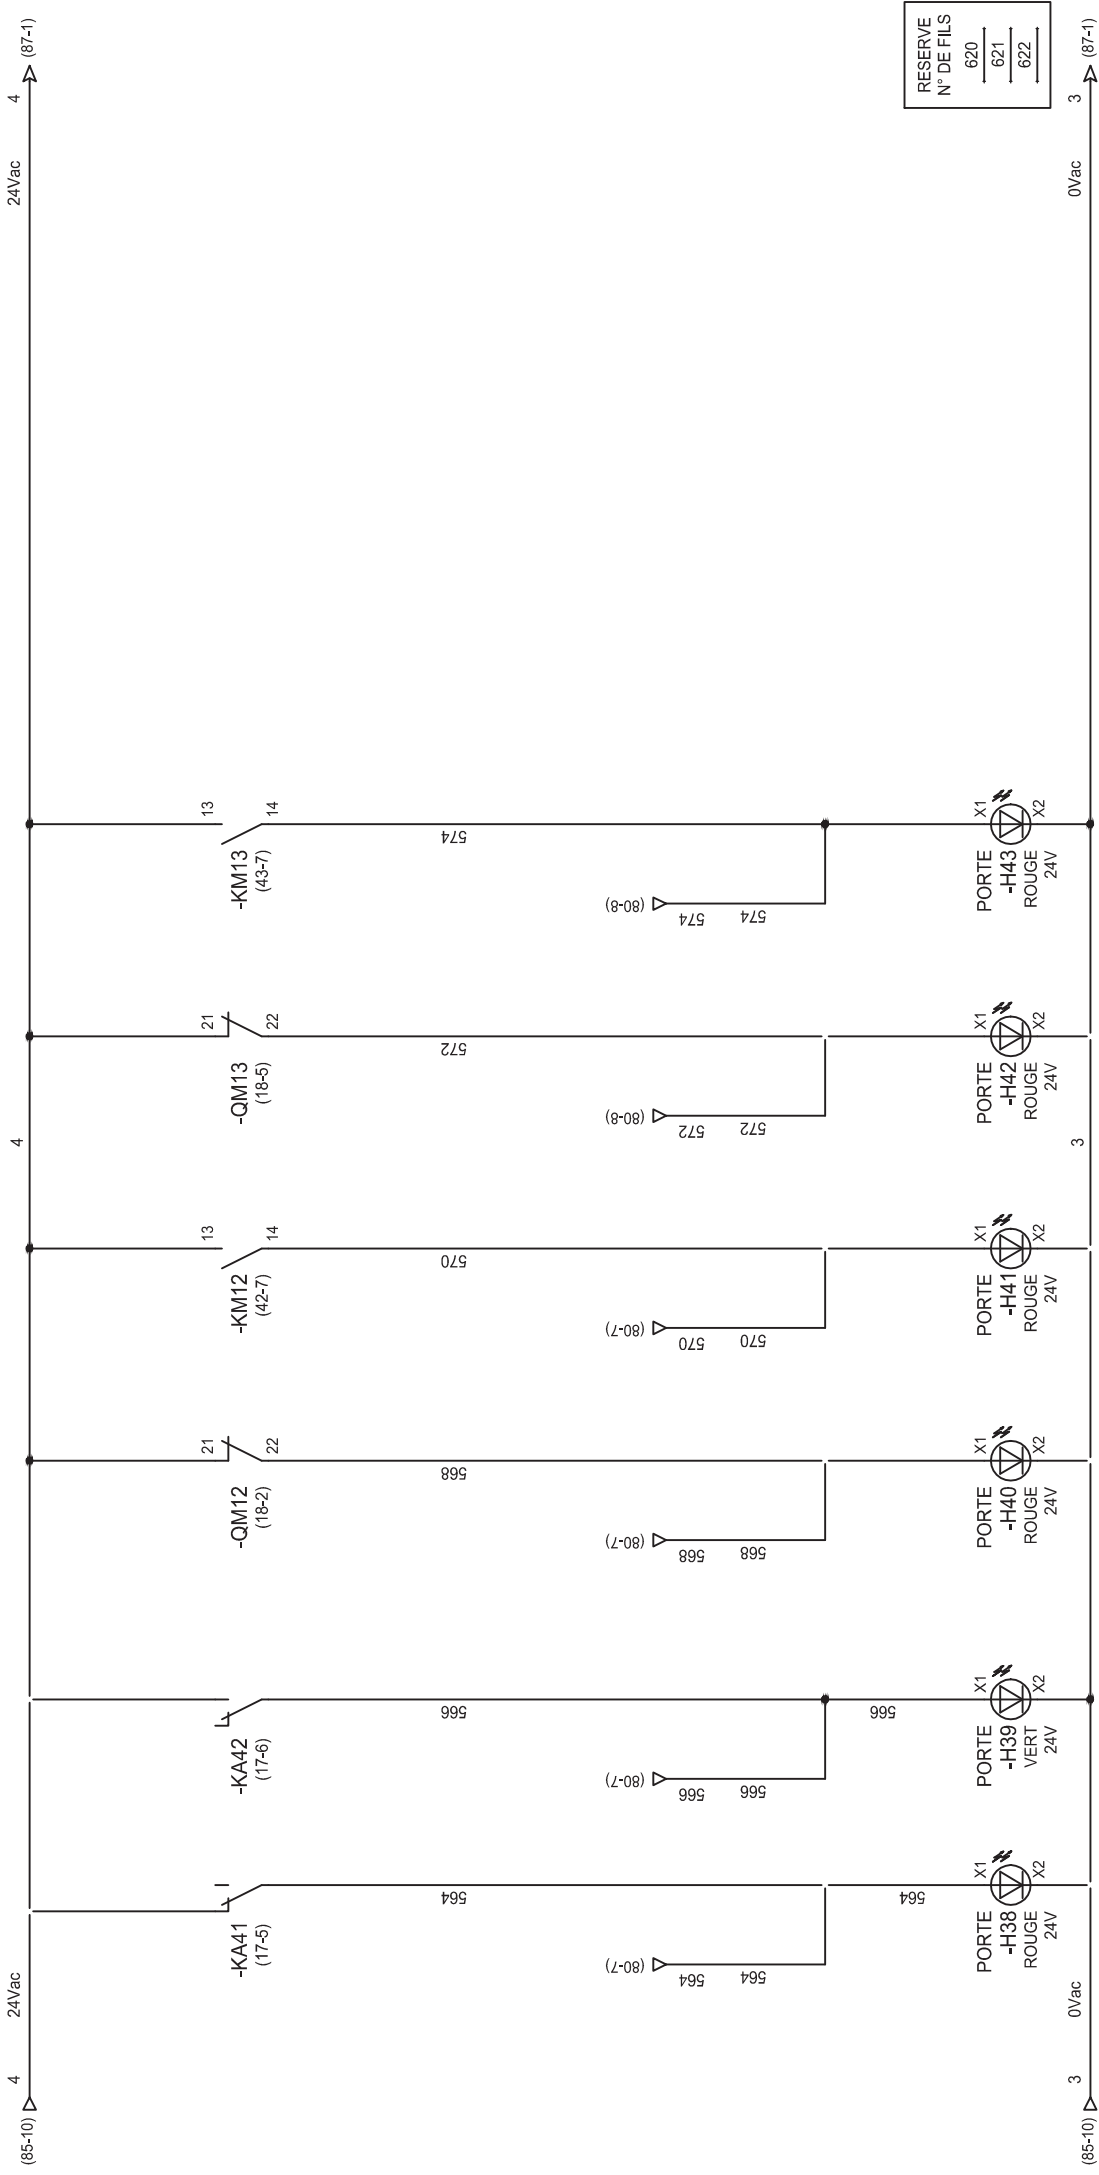 (85-10)
4
24Vac
4
24Vac
4
(87-1)
-KA41
(17-5)
-KA42
(17-6)
-QM12
(18-2)
21
22
-KM12
(42-7)
13
14
-QM13
(18-5)
21
22
-KM13
(43-7)
13
14
564
566
568
570
572
574
(80-7)
564
564
(80-7)
566
566
(80-7)
568
568
(80-7)
570
570
(80-8)
572
572
(80-8)
574
574
564
566
PORTE
-H38
ROUGE
24V
X1
X2
PORTE
-H39
VERT
24V
X1
X2
PORTE
-H40
ROUGE
24V
X1
X2
PORTE
-H41
ROUGE
24V
X1
X2
PORTE
-H42
ROUGE
24V
X1
X2
PORTE
-H43
ROUGE
24V
X1
X2
RESERVE
N° DE FILS
620
621
622
(85-10)
3
0Vac
3
0Vac
3
(87-1)